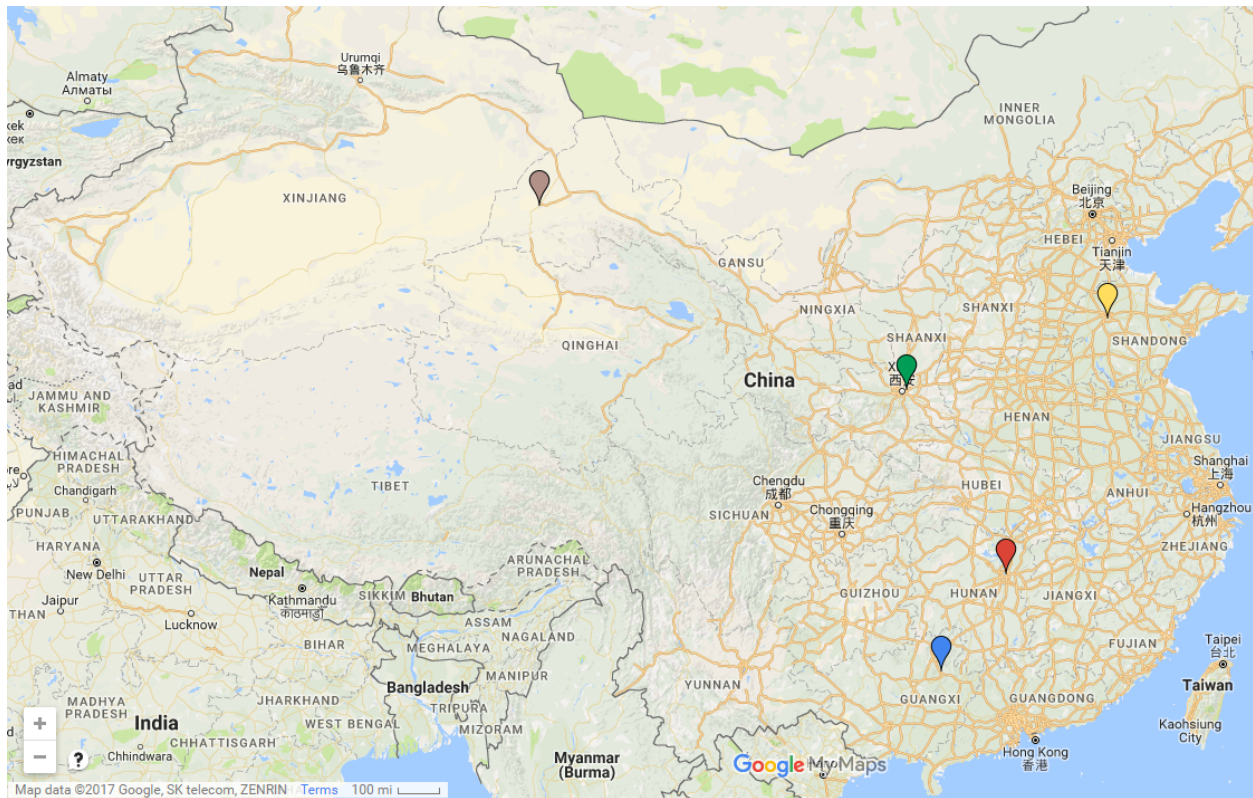 Urumqi
乌鲁木齐
Almaty
Алматы
INNER
MONGOLIA
kek
кек
yrgyzstan
XINJIANG
Beijing
北京
HEBEI
Tianjin
天津
GANSU
NINGXIA
SHANXI
SHAANXI
SHANDONG
QINGHAI
China
西安
JAMMU AND
KASHMIR
HENAN
JIANGSU
HIMACHAL
PRADESH
Shanghai
上海
Chandigarh
TIBET
Chengdu
成都
HUBEI
ANHUI
SICHUAN
Chongqing
重庆
Hangzhou
杭州
PUNJAB
UTTARAKHAND
HARYANA
New Delhi
UTTAR
PRADESH
ZHEJIANG
ARUNACHAL
PRADESH
Nepal
Kathmandu
काठमाडौं
SIKKIM
Bhutan
THAN
Jaipur
Lucknow
GUIZHOU
HUNAN
JIANGXI
ASSAM
NAGALAND
BIHAR
MEGHALAYA
FUJIAN
Taipei
台北
MANIPUR
Bangladesh
YUNNAN
GUANGXI
GUANGDONG
Taiwan
MADHYA
PRADESH
JHARKHAND
TRIPURA
MIZORAM
India
WEST BENGAL
CHHATTISGARH
Chhindwara
Kaohsiung
City
Hong Kong
香港
Myanmar
(Burma)
Google My Maps
+
−
?
Map data ©2017 Google, SK telecom, ZENRIN Terms 100 mi